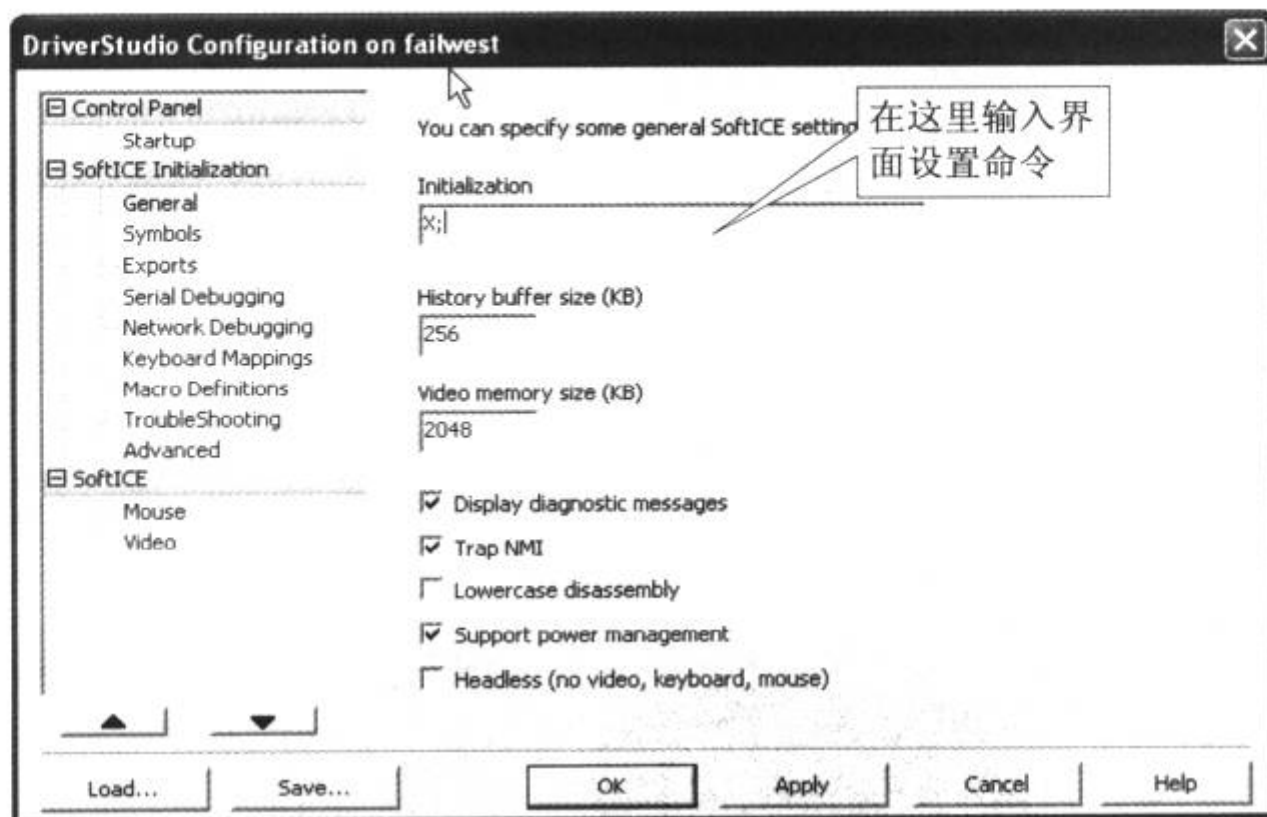 DriverStudio Configuration on failwest
Control Panel
Startup
SoftICE Initialization
General
Symbols
Exports
Serial Debugging
Network Debugging
Keyboard Mappings
Macro Definitions
TroubleShooting
Advanced
SoftICE
Mouse
Video
You can specify some general SoftICE setting
在这里输入界
面设置命令
Initialization
X;
History buffer size (KB)
256
Video memory size (KB)
2048
Display diagnostic messages
Trap NMI
Lowercase disassembly
Support power management
Headless (no video, keyboard, mouse)
Load...
Save...
OK
Apply
Cancel
Help